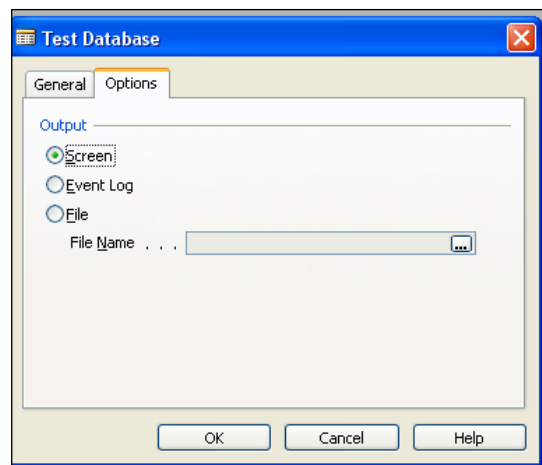 Test Database
General Options
Output
Screen
Event Log
File
File Name . . . ...
OK Cancel Help